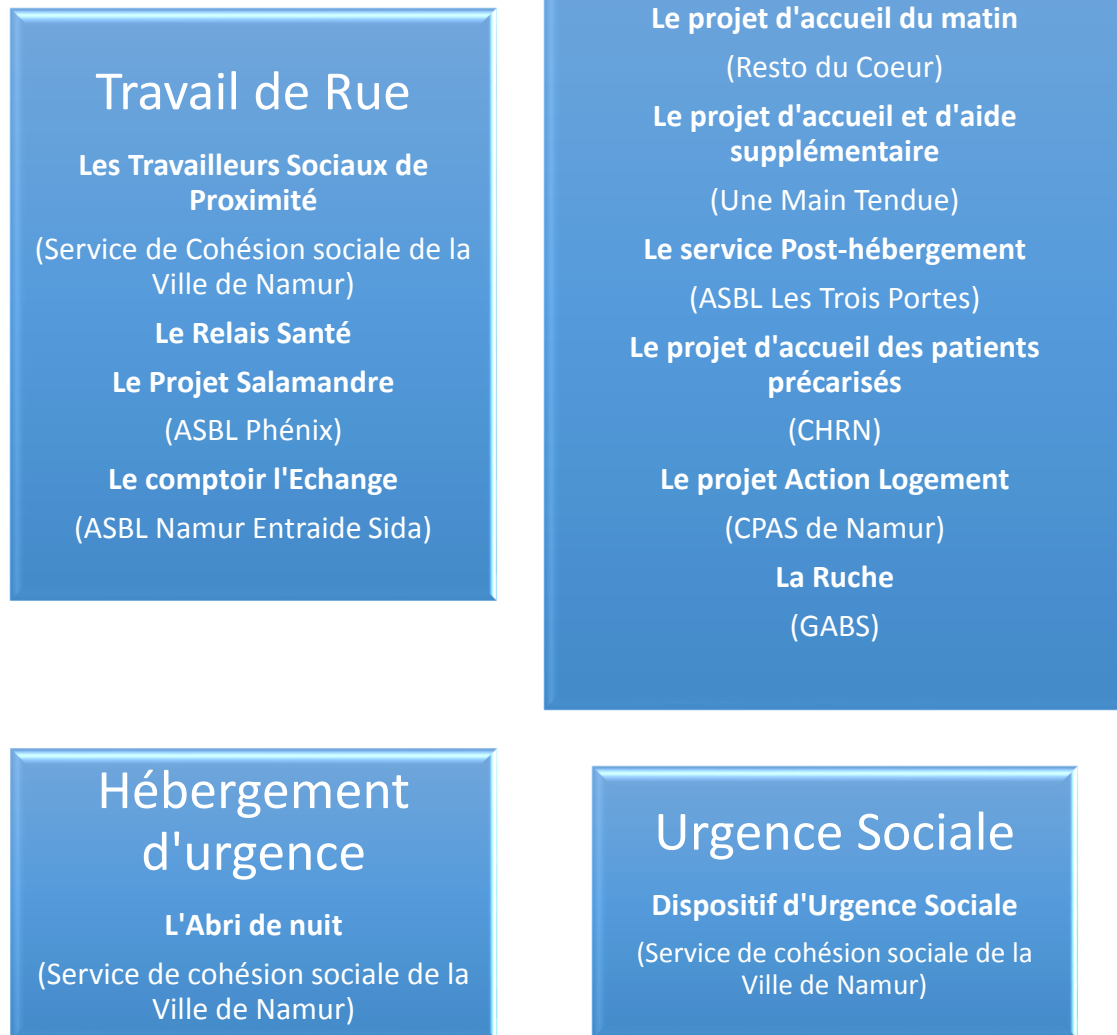 Travail de Rue
Les Travailleurs Sociaux de
Proximité
(Service de Cohésion sociale de la
Ville de Namur)
Le Relais Santé
Le Projet Salamandre
(ASBL Phénix)
Le comptoir l'Echange
(ASBL Namur Entraide Sida)
Le projet d'accueil du matin
(Resto du Coeur)
Le projet d'accueil et d'aide
supplémentaire
(Une Main Tendue)
Le service Post-hébergement
(ASBL Les Trois Portes)
Le projet d'accueil des patients
précarisés
(CHRN)
Le projet Action Logement
(CPAS de Namur)
La Ruche
(GABS)
Hébergement
d'urgence
L'Abri de nuit
(Service de cohésion sociale de la
Ville de Namur)
Urgence Sociale
Dispositif d'Urgence Sociale
(Service de cohésion sociale de la
Ville de Namur)